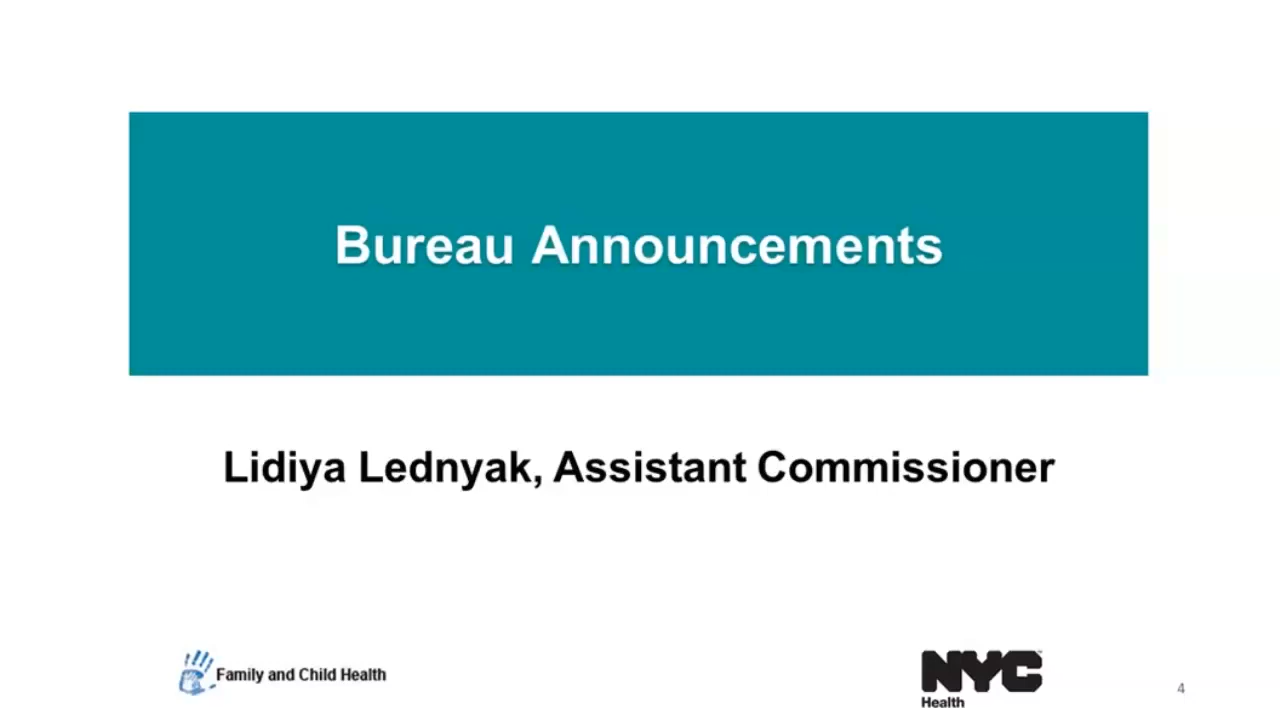 Bureau Announcements
Lidiya Lednyak, Assistant Commissioner
Family and Child Health
NYC
Health
4